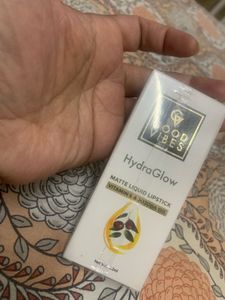 GOOD
VIBES
HydraGlow
MATTE LIQUID LIPSTICK
VITAMIN E & JOJOBA OIL